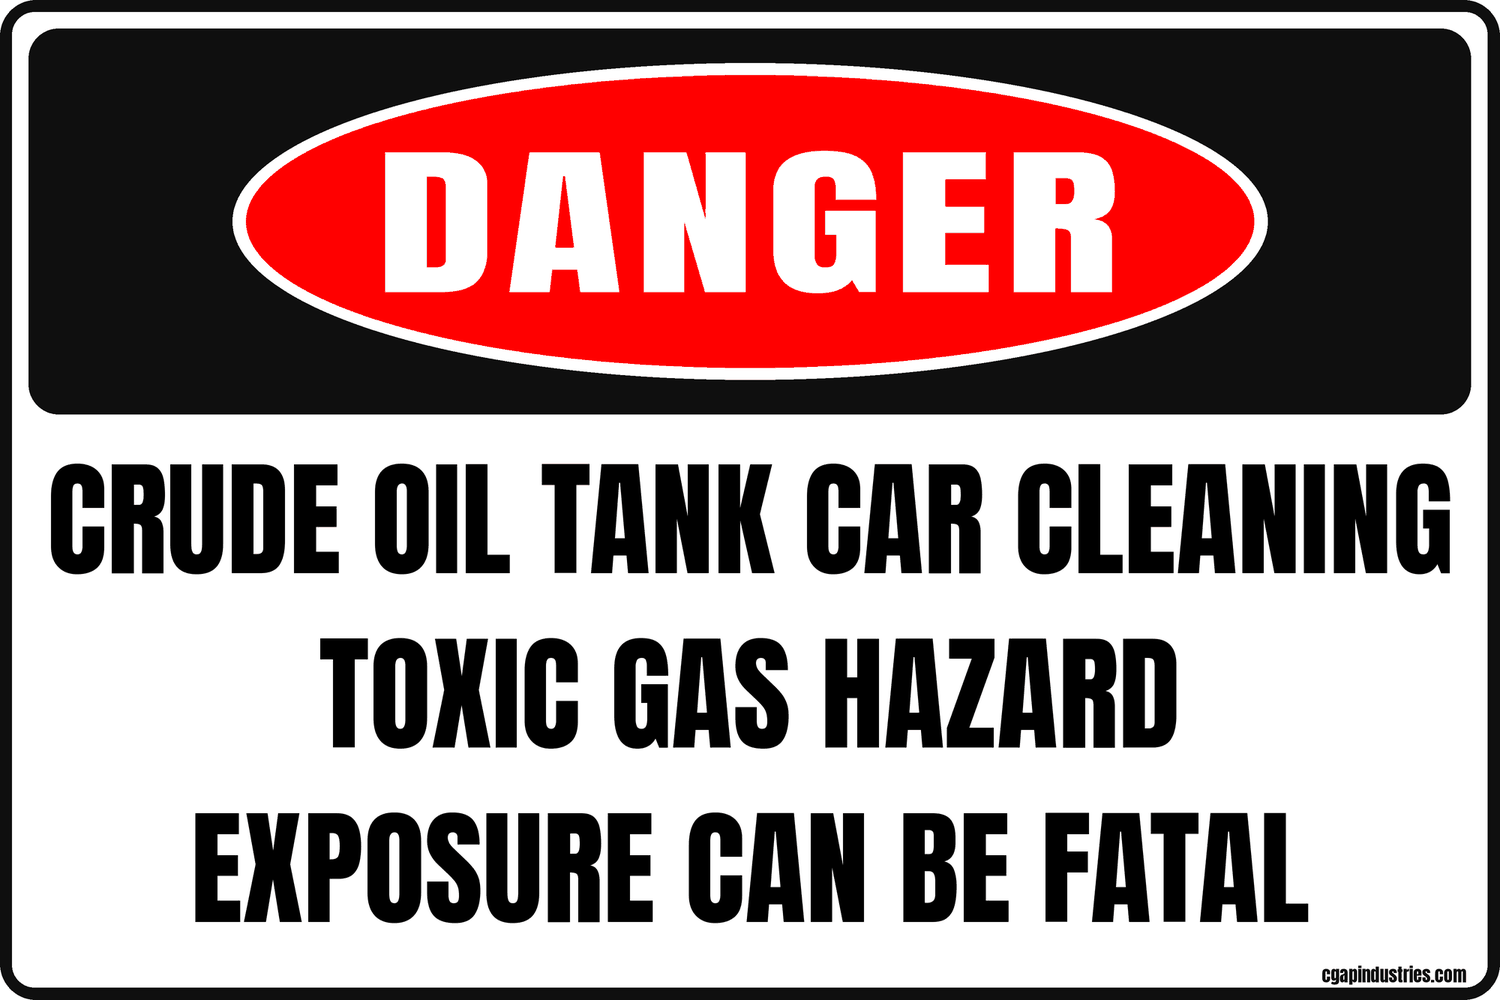 DANGER
CRUDE OIL TANK CAR CLEANING
TOXIC GAS HAZARD
EXPOSURE CAN BE FATAL
cgapindustries.com